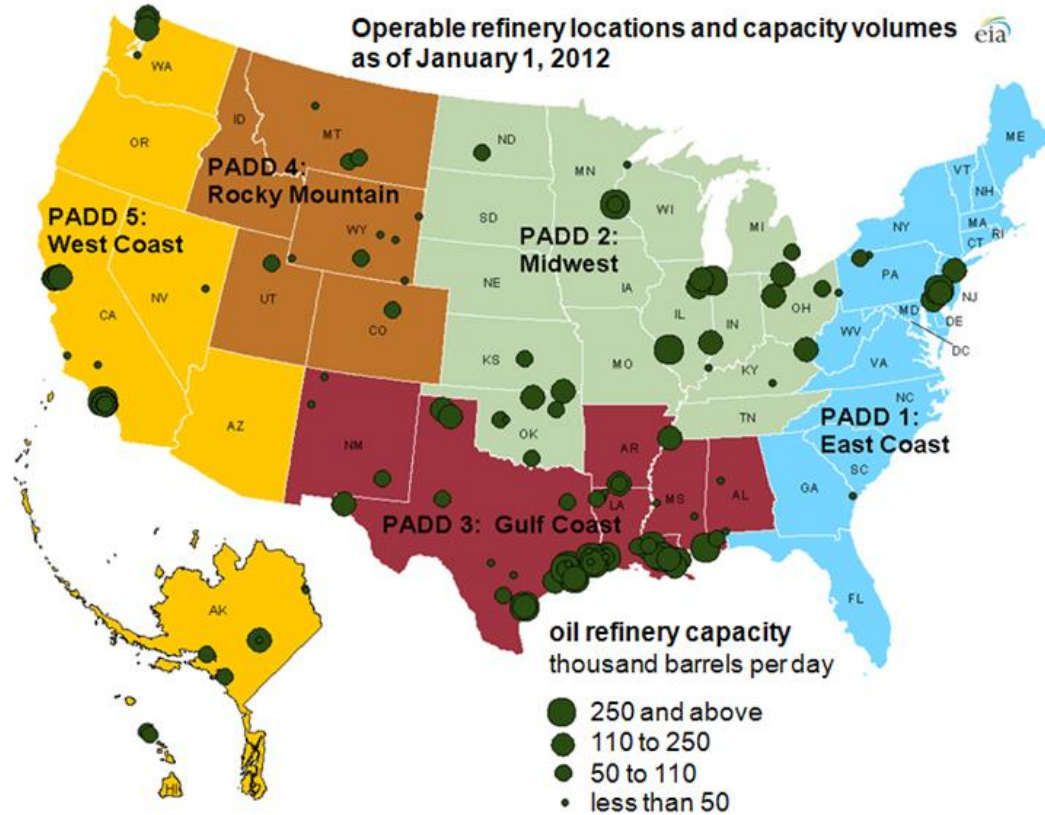 Operable refinery locations and capacity volumes
as of January 1, 2012
eia
WA
OR
CA
NV
AZ
ID
MT
WY
UT
CO
PADD 4:
Rocky Mountain
PADD 5:
West Coast
ND
SD
NE
KS
OK
MN
IA
MO
WI
IL
MI
IN
OH
KY
TN
PADD 2:
Midwest
ME
VT
NH
MA
RI
CT
NY
PA
NJ
MD
DE
DC
WV
VA
NC
SC
GA
FL
PADD 1:
East Coast
NM
AR
LA
MS
AL
PADD 3: Gulf Coast
AK
HI
oil refinery capacity
thousand barrels per day
250 and above
110 to 250
50 to 110
less than 50